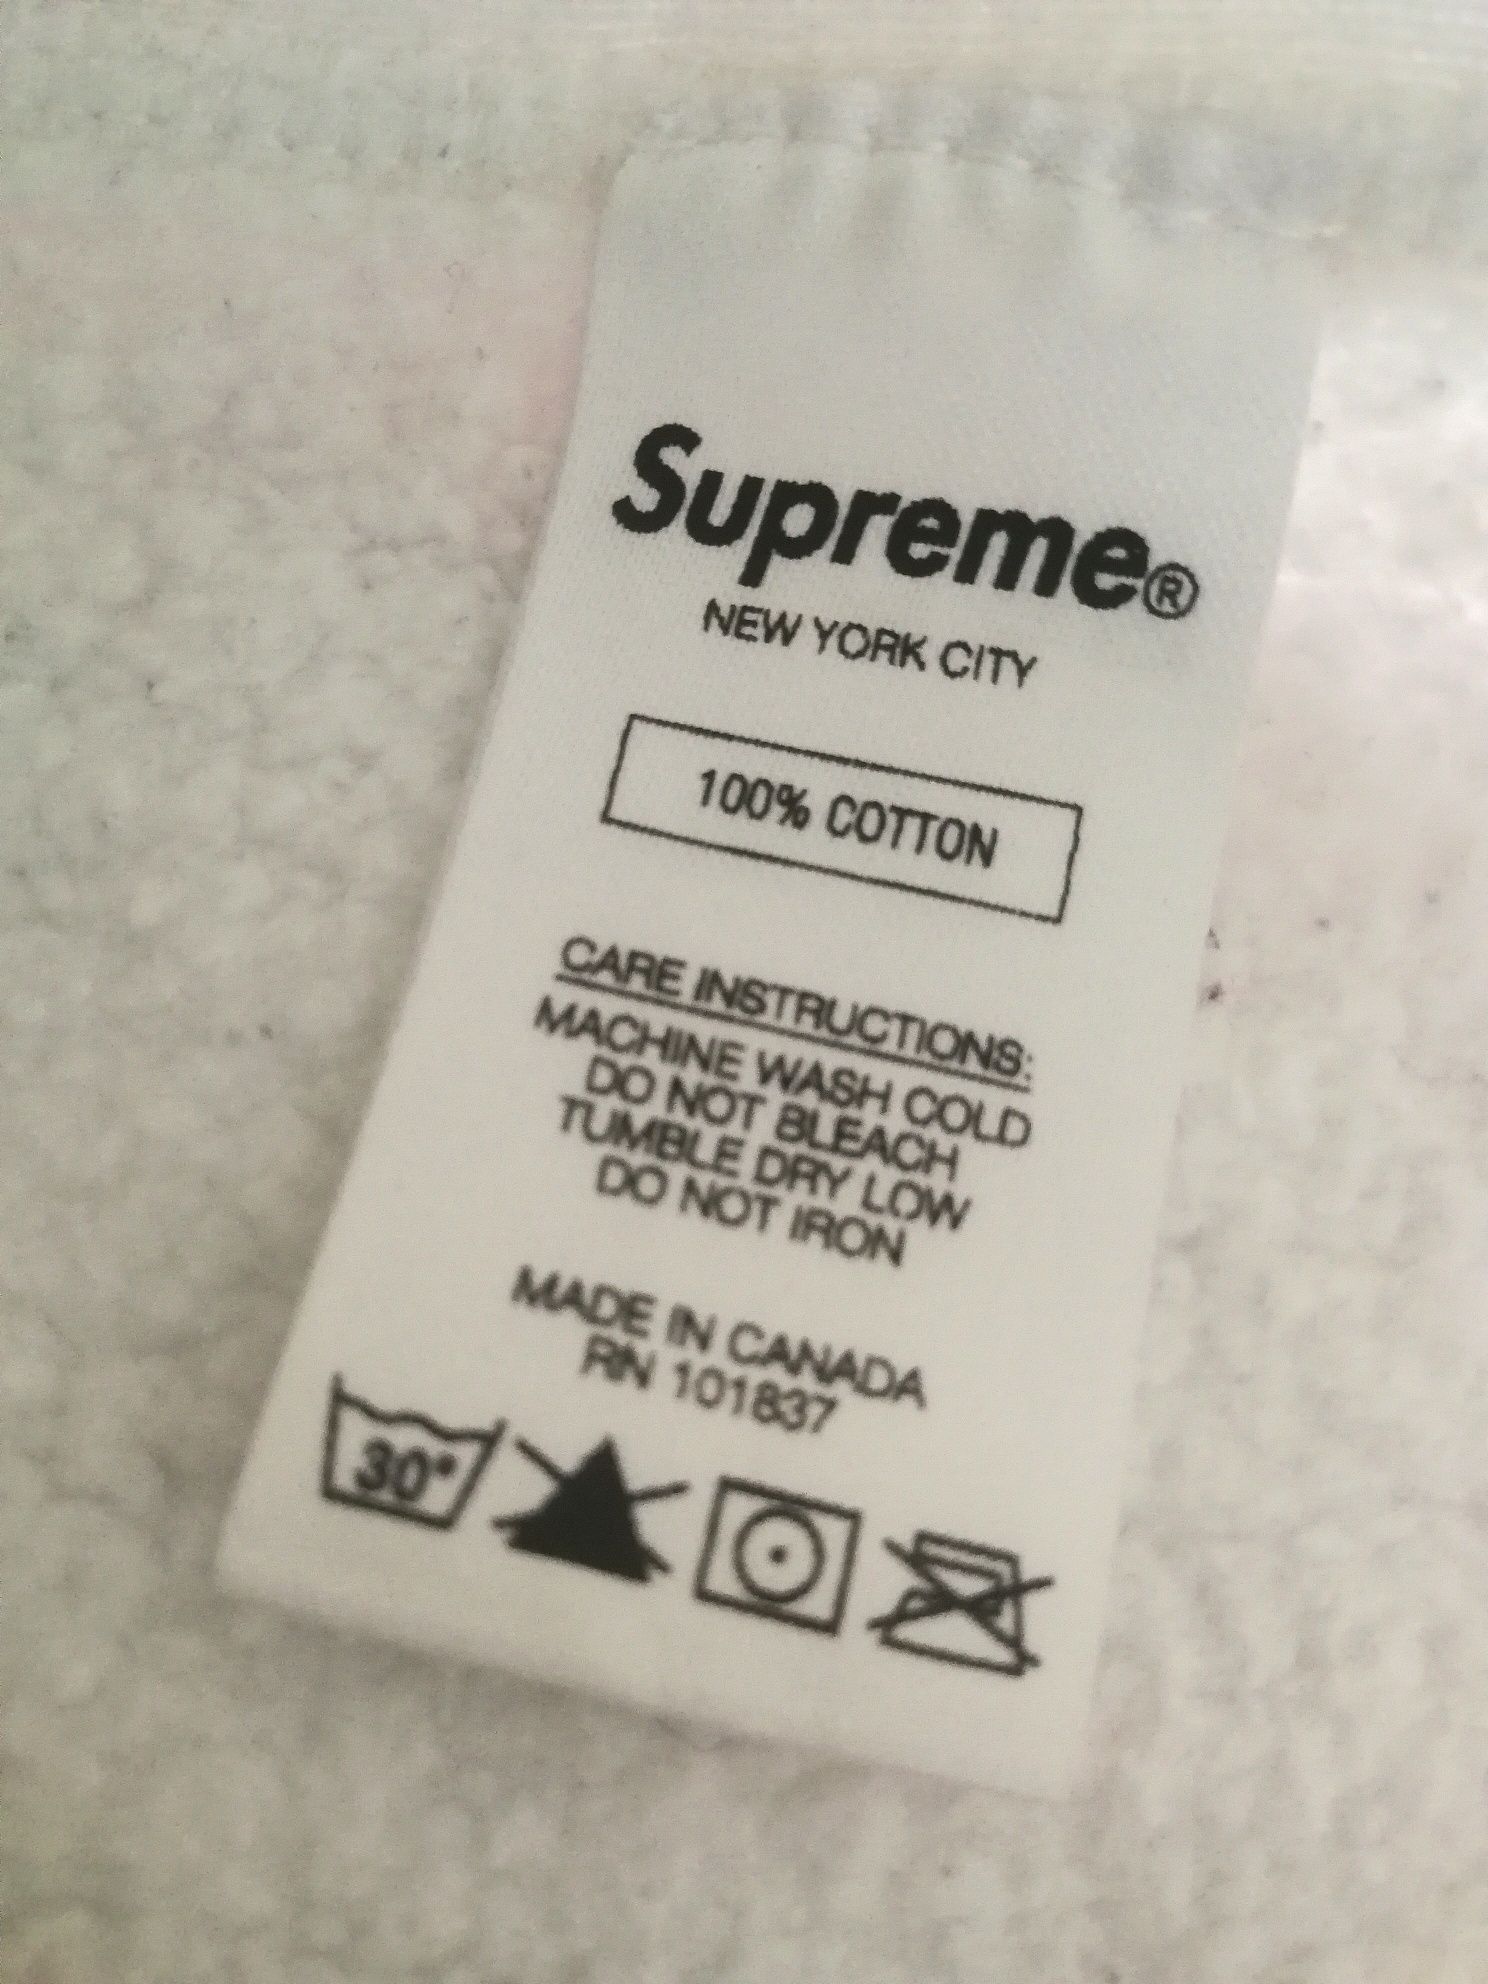 Supreme®
NEW YORK CITY
100% COTTON
CARE INSTRUCTIONS:
MACHINE WASH COLD
DO NOT BLEACH
TUMBLE DRY LOW
DO NOT IRON
MADE IN CANADA
RN 101837
30°